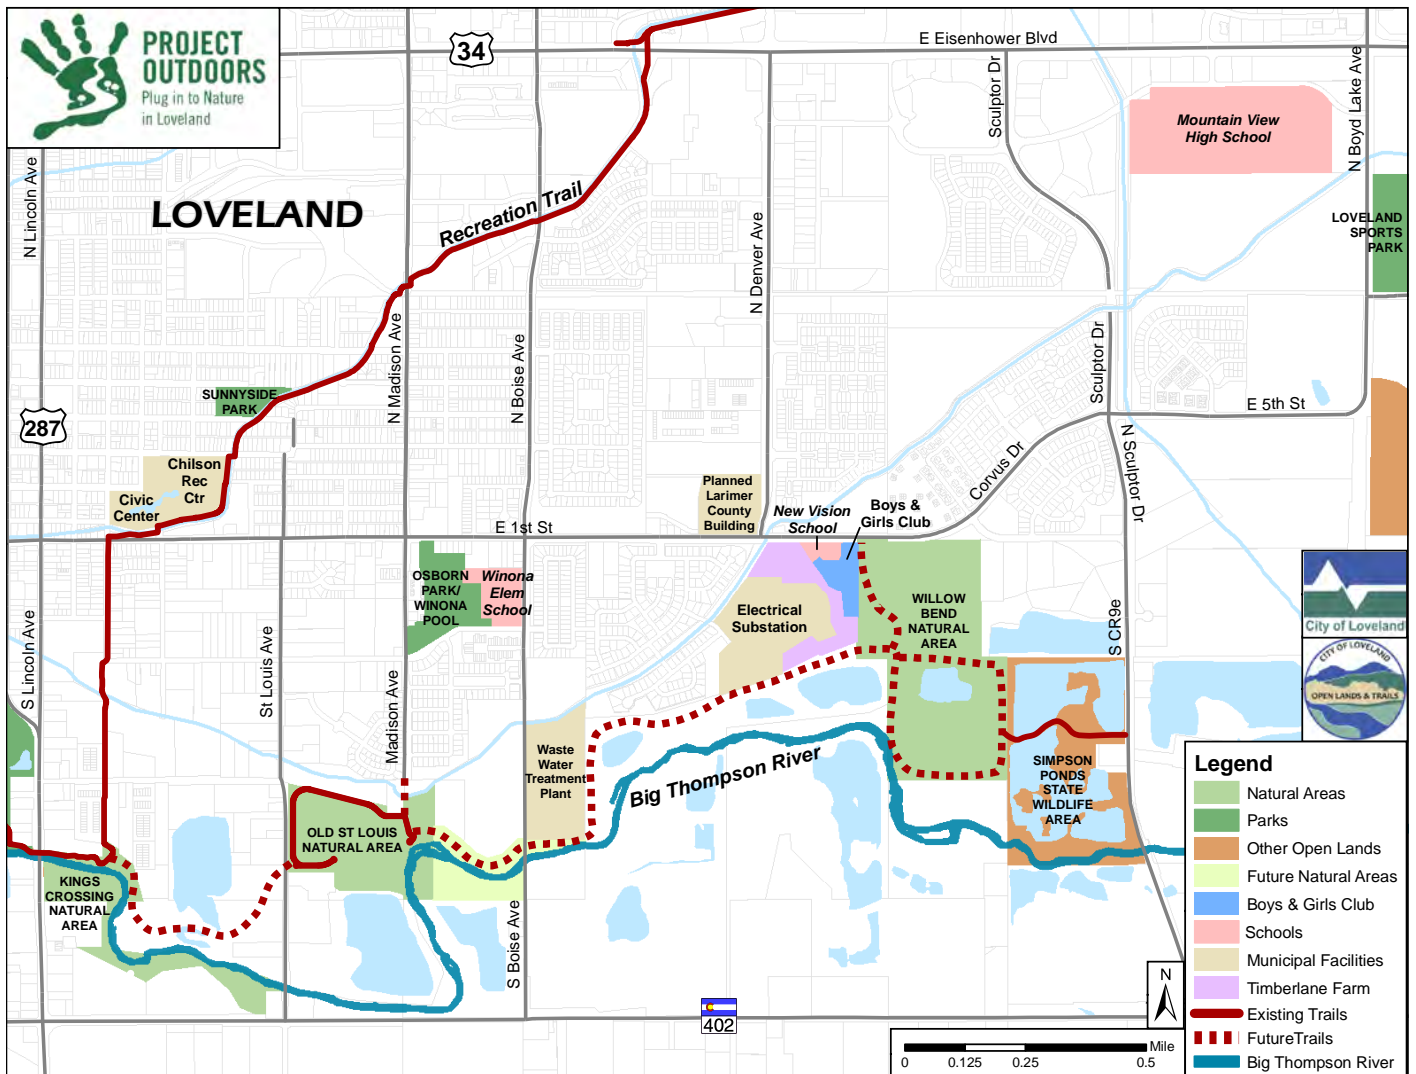 PROJECT
OUTDOORS
Plug in to Nature
in Loveland
34
E Eisenhower Blvd
Sculptor Dr
N Boyd Lake Ave
Mountain View
High School
N Lincoln Ave
LOVELAND
Recreation Trail
N Denver Ave
LOVELAND
SPORTS
PARK
N Madison Ave
N Boise Ave
Sculptor Dr
SUNNYSIDE
PARK
E 5th St
287
N Sculptor Dr
Corvus Dr
Chilson
Rec
Ctr
Civic
Center
Planned
Larimer
County
Building
New Vision
School
Boys &
Girls Club
E 1st St
OSBORN
PARK/
WINONA
POOL
Winona
Elem
School
Electrical
Substation
WILLOW
BEND
NATURAL
AREA
S CR9e
City of Loveland
CITY OF LOVELAND
OPEN LANDS & TRAILS
S Lincoln Ave
St Louis Ave
Madison Ave
Waste
Water
Treatment
Plant
Big Thompson River
SIMPSON
PONDS
STATE
WILDLIFE
AREA
OLD ST LOUIS
NATURAL AREA
KINGS
CROSSING
NATURAL
AREA
S Boise Ave
402
Legend
Natural Areas
Parks
Other Open Lands
Future Natural Areas
Boys & Girls Club
Schools
Municipal Facilities
Timberlane Farm
Existing Trails
FutureTrails
Big Thompson River
N
Mile
0 0.125 0.25 0.5